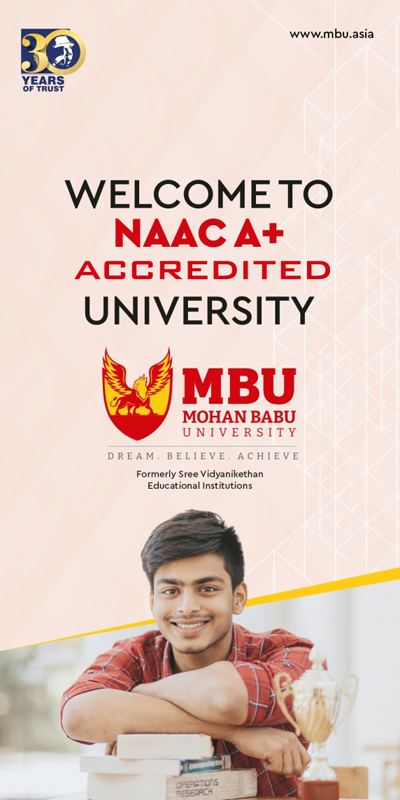 www.mbu.asia
30
YEARS
OF TRUST
WELCOME TO
NAAC A+
ACCREDITED
UNIVERSITY
MBU
MOHAN BABU
UNIVERSITY
DREAM. BELIEVE. ACHIEVE
Formerly Sree Vidyanikethan
Educational Institutions
OPERATIONS
RESEARCH